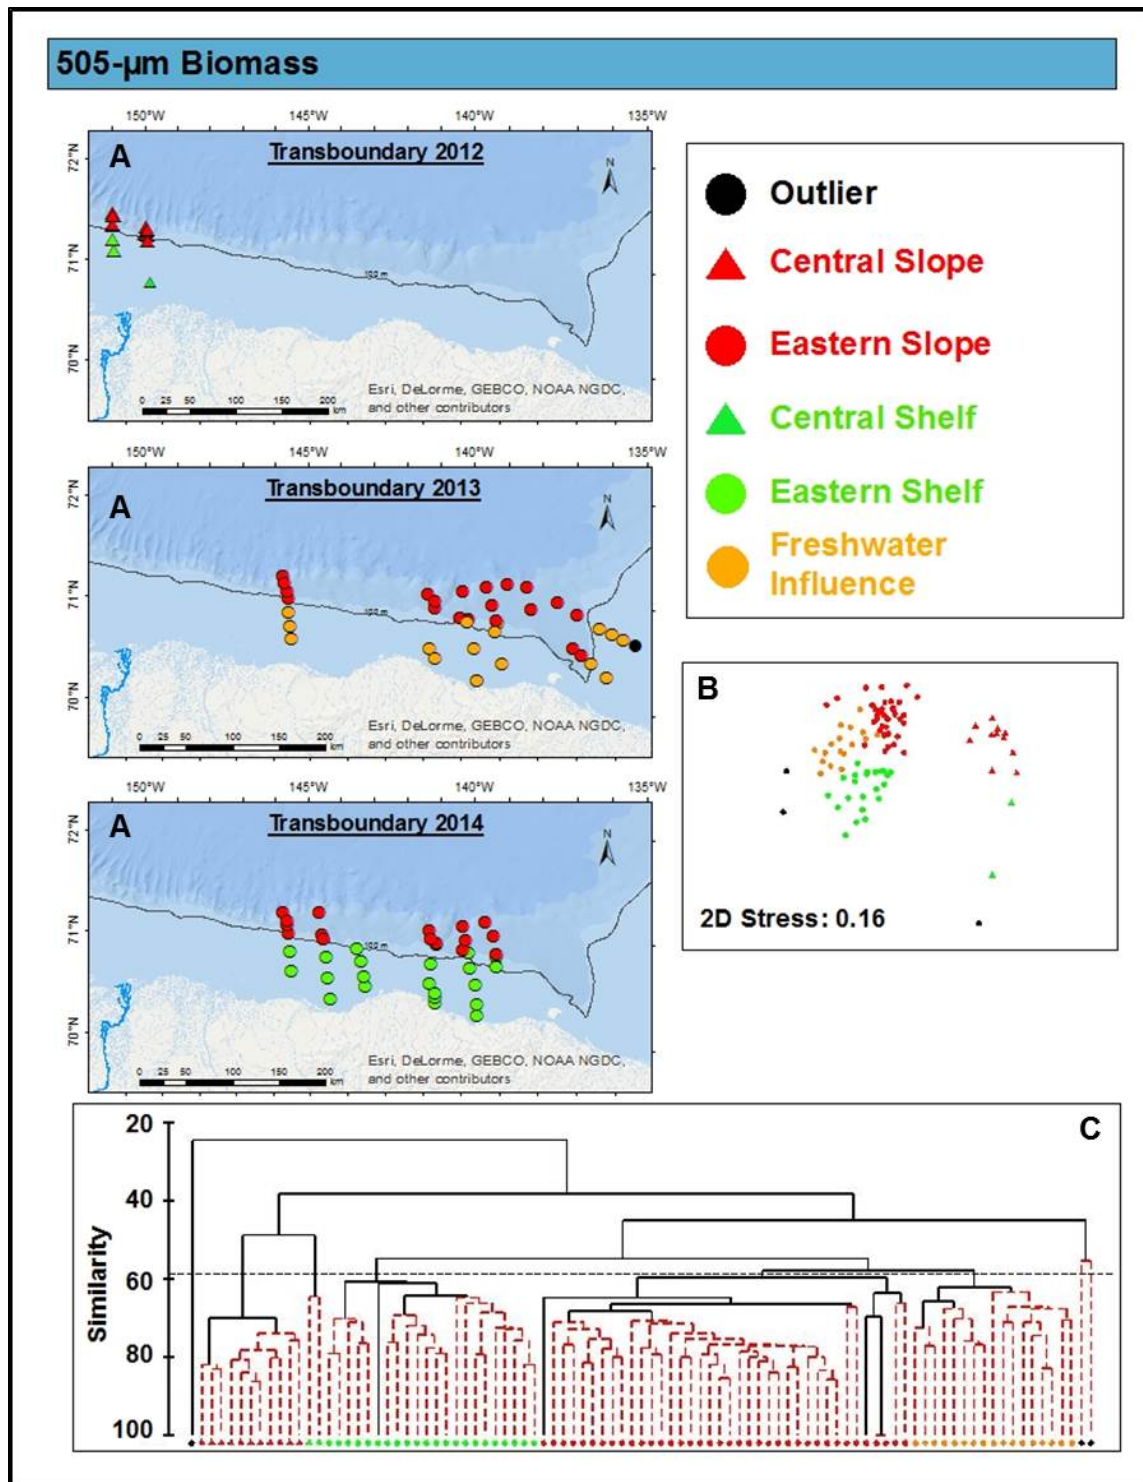 505-µm Biomass
150°W 145°W 140°W 135°W
A
Transboundary 2012
N
72°N
71°N
70°N
100 m
Esri, DeLorme, GEBCO, NOAA NGDC,
and other contributors
0 25 50 100 150 200
km
150°W 145°W 140°W 135°W
A
Transboundary 2013
N
72°N
71°N
70°N
100 m
Esri, DeLorme, GEBCO, NOAA NGDC,
and other contributors
0 25 50 100 150 200
km
150°W 145°W 140°W 135°W
A
Transboundary 2014
N
72°N
71°N
70°N
100 m
Esri, DeLorme, GEBCO, NOAA NGDC,
and other contributors
0 25 50 100 150 200
km
Outlier
Central Slope
Eastern Slope
Central Shelf
Eastern Shelf
Freshwater
Influence
B
2D Stress: 0.16
C
Similarity
20
40
60
80
100